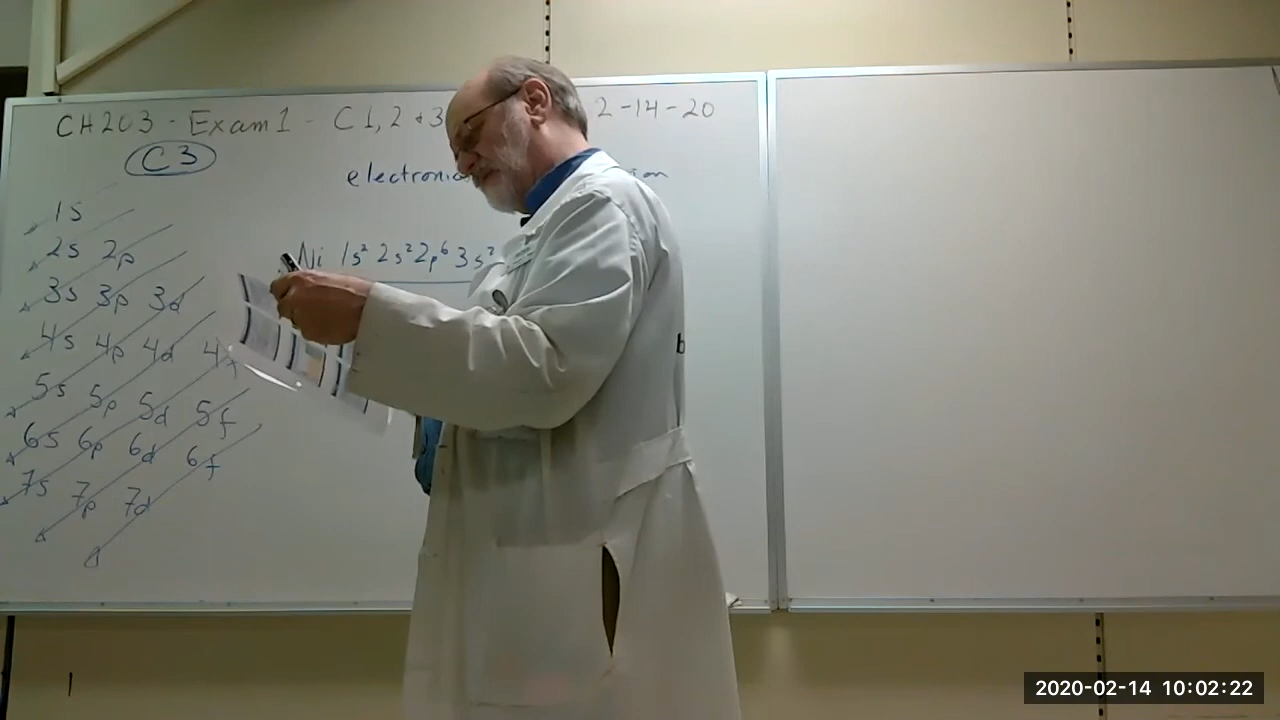 CH203 - Exam 1 - C1, 2 + 3 2-14-20
C3
electronic
Ni 1s² 2s² 2p⁶ 3s²
1s
2s 2p
3s 3p 3d
4s 4p 4d 4f
5s 5p 5d 5f
6s 6p 6d 6f
7s 7p 7d
2020-02-14 10:02:22